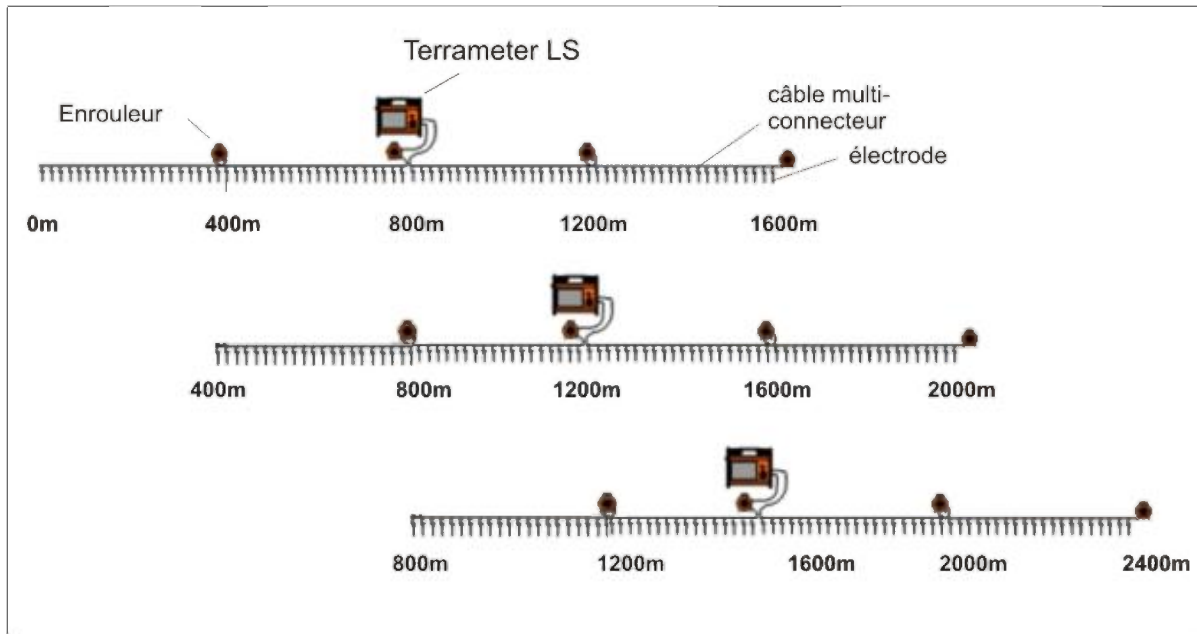 Terrameter LS
Enrouleur
câble multi-
connecteur
électrode
0m 400m 800m 1200m 1600m
400m 800m 1200m 1600m 2000m
800m 1200m 1600m 2000m 2400m